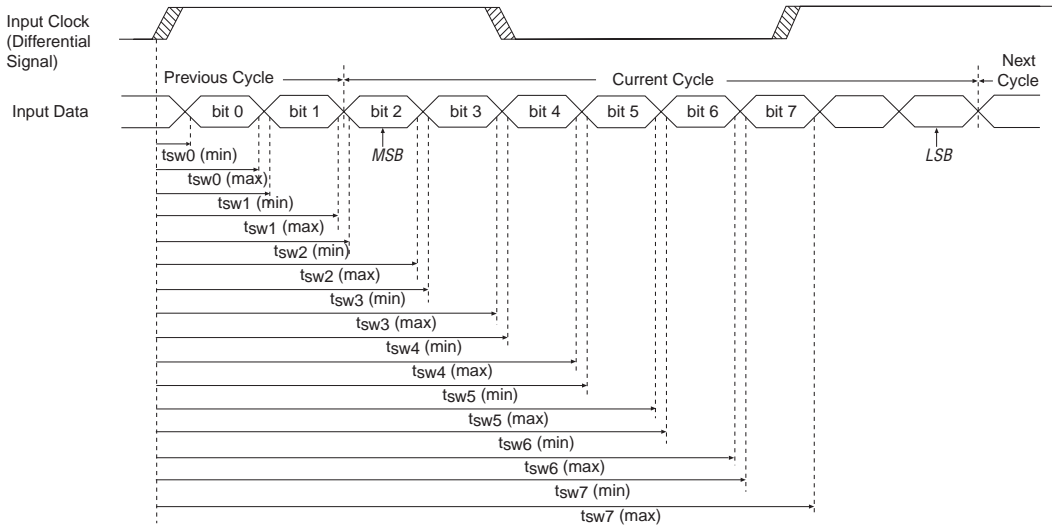 Input Clock
(Differential
Signal)
Previous Cycle
Current Cycle
Next
Cycle
Input Data
bit 0
bit 1
bit 2
bit 3
bit 4
bit 5
bit 6
bit 7
MSB
LSB
tsw0 (min)
tsw0 (max)
tsw1 (min)
tsw1 (max)
tsw2 (min)
tsw2 (max)
tsw3 (min)
tsw3 (max)
tsw4 (min)
tsw4 (max)
tsw5 (min)
tsw5 (max)
tsw6 (min)
tsw6 (max)
tsw7 (min)
tsw7 (max)